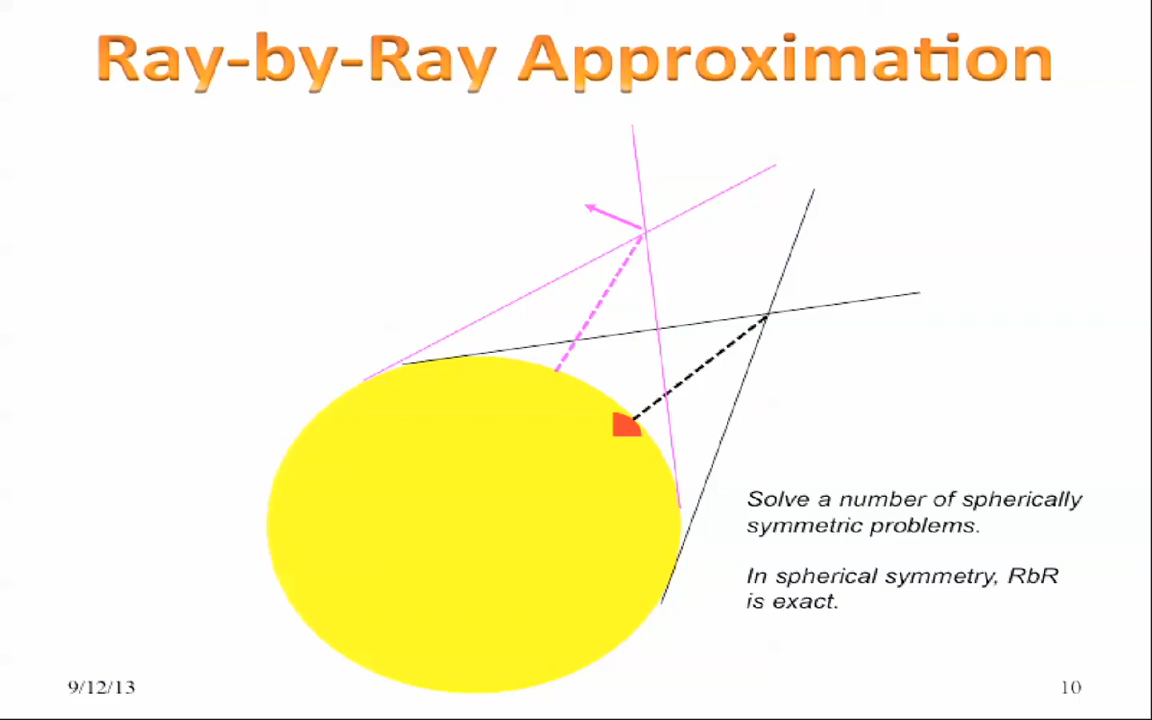 Ray-by-Ray Approximation
Solve a number of spherically
symmetric problems.
In spherical symmetry, RbR
is exact.
9/12/13
10